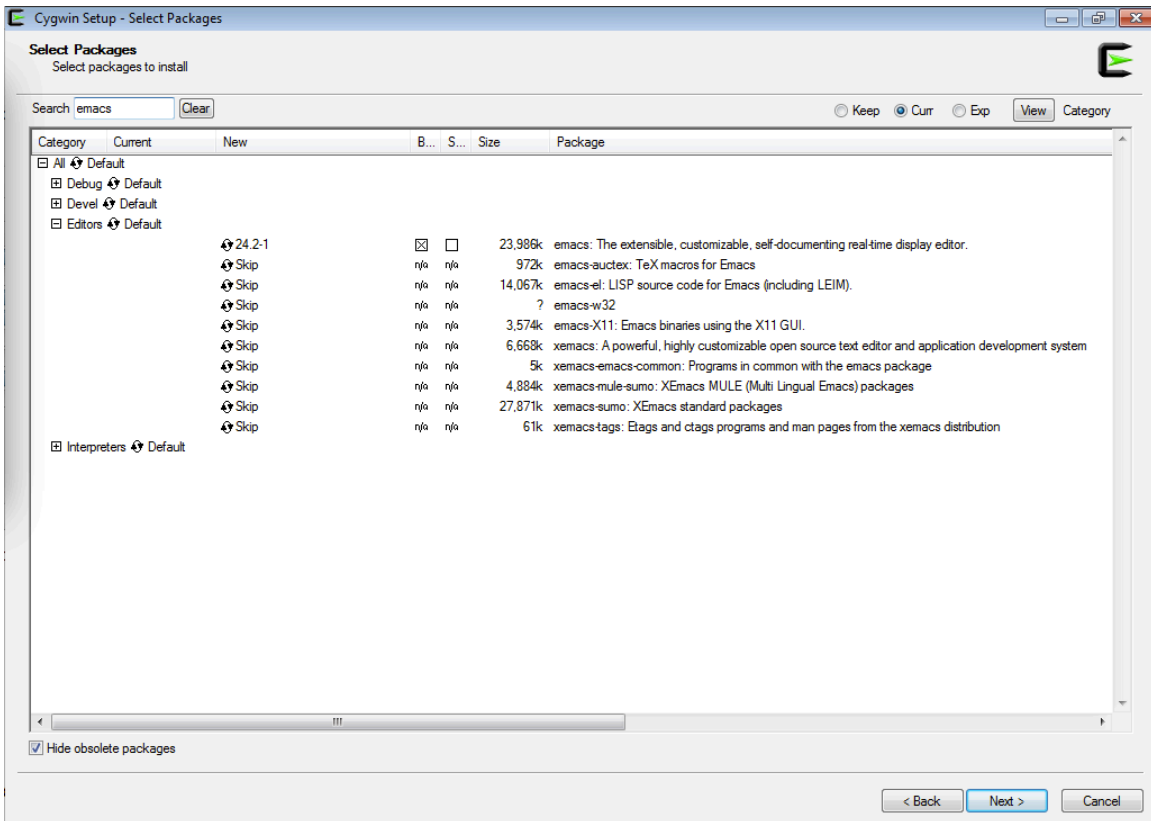 Cygwin Setup - Select Packages
Select Packages
Select packages to install
Search emacs Clear Keep Curr Exp View Category
Category Current New B... S... Size Package
All Default
Debug Default
Devel Default
Editors Default
24.2-1 23,986k emacs: The extensible, customizable, self-documenting real-time display editor.
Skip n/a n/a 972k emacs-auctex: TeX macros for Emacs
Skip n/a n/a 14,067k emacs-el: LISP source code for Emacs (including LEIM).
Skip n/a n/a ? emacs-w32
Skip n/a n/a 3,574k emacs-X11: Emacs binaries using the X11 GUI.
Skip n/a n/a 6,668k xemacs: A powerful, highly customizable open source text editor and application development system
Skip n/a n/a 5k xemacs-emacs-common: Programs in common with the emacs package
Skip n/a n/a 4,884k xemacs-mule-sumo: XEmacs MULE (Multi Lingual Emacs) packages
Skip n/a n/a 27,871k xemacs-sumo: XEmacs standard packages
Skip n/a n/a 61k xemacs-tags: Etags and ctags programs and man pages from the xemacs distribution
Interpreters Default
Hide obsolete packages
< Back Next > Cancel